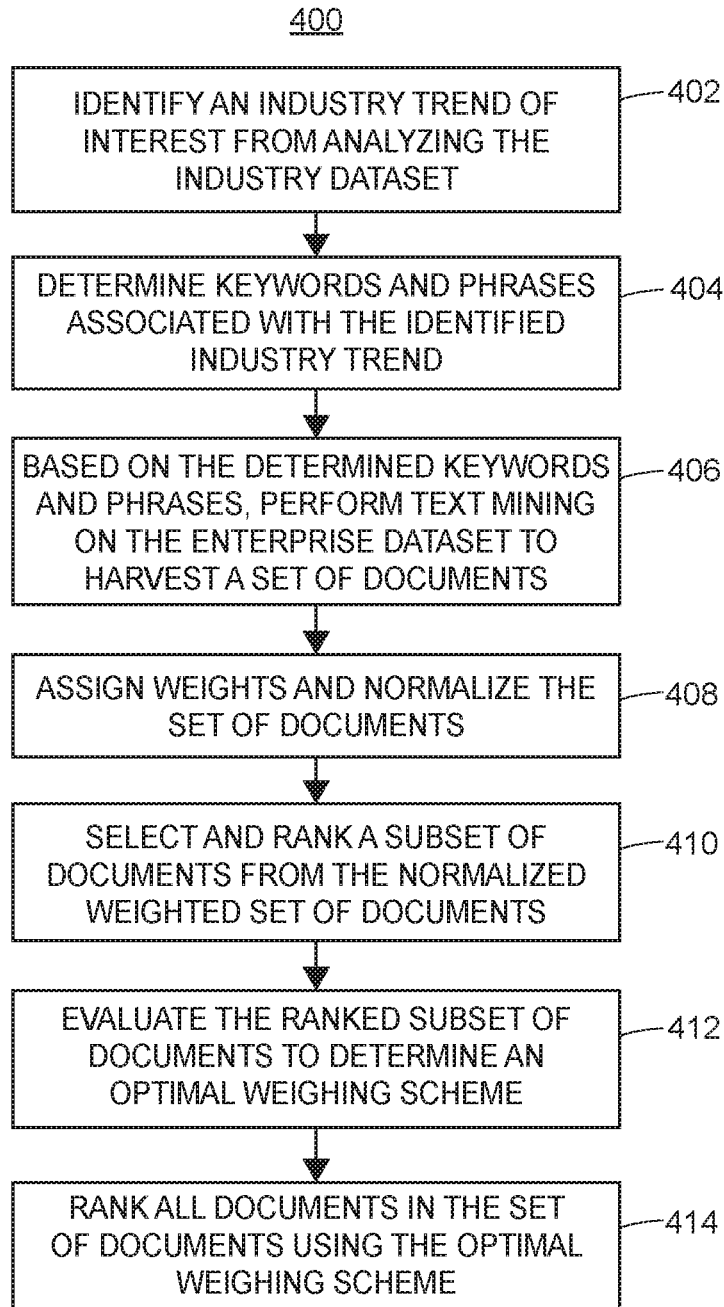 400
IDENTIFY AN INDUSTRY TREND OF
INTEREST FROM ANALYZING THE
INDUSTRY DATASET
402
DETERMINE KEYWORDS AND PHRASES
ASSOCIATED WITH THE IDENTIFIED
INDUSTRY TREND
404
BASED ON THE DETERMINED KEYWORDS
AND PHRASES, PERFORM TEXT MINING
ON THE ENTERPRISE DATASET TO
HARVEST A SET OF DOCUMENTS
406
ASSIGN WEIGHTS AND NORMALIZE THE
SET OF DOCUMENTS
408
SELECT AND RANK A SUBSET OF
DOCUMENTS FROM THE NORMALIZED
WEIGHTED SET OF DOCUMENTS
410
EVALUATE THE RANKED SUBSET OF
DOCUMENTS TO DETERMINE AN
OPTIMAL WEIGHING SCHEME
412
RANK ALL DOCUMENTS IN THE SET
OF DOCUMENTS USING THE OPTIMAL
WEIGHING SCHEME
414